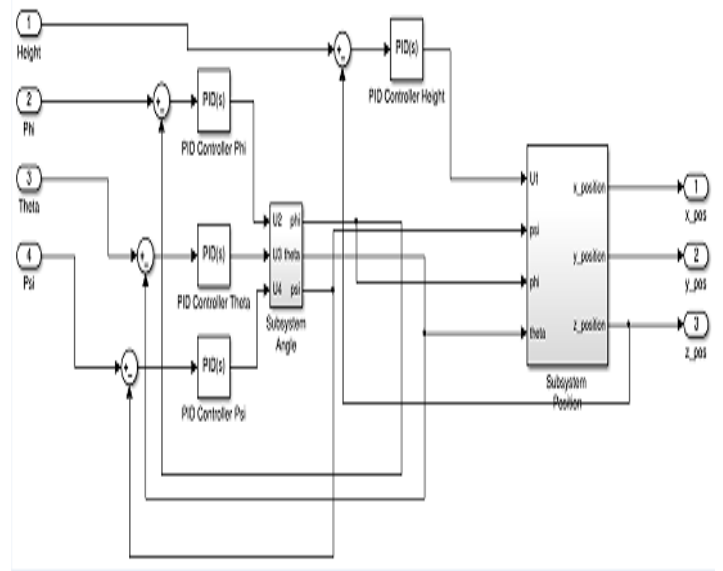 1
Height
PID(s)
PID Controller Height
2
Phi
PID(s)
PID Controller Phi
3
Theta
PID(s)
PID Controller Theta
4
Psi
PID(s)
PID Controller Psi
U2 phi
U3 theta
U4 psi
Subsystem
Angle
U1
psi
phi
theta
x_position
y_position
z_position
Subsystem
Position
1
x_pos
2
y_pos
3
z_pos